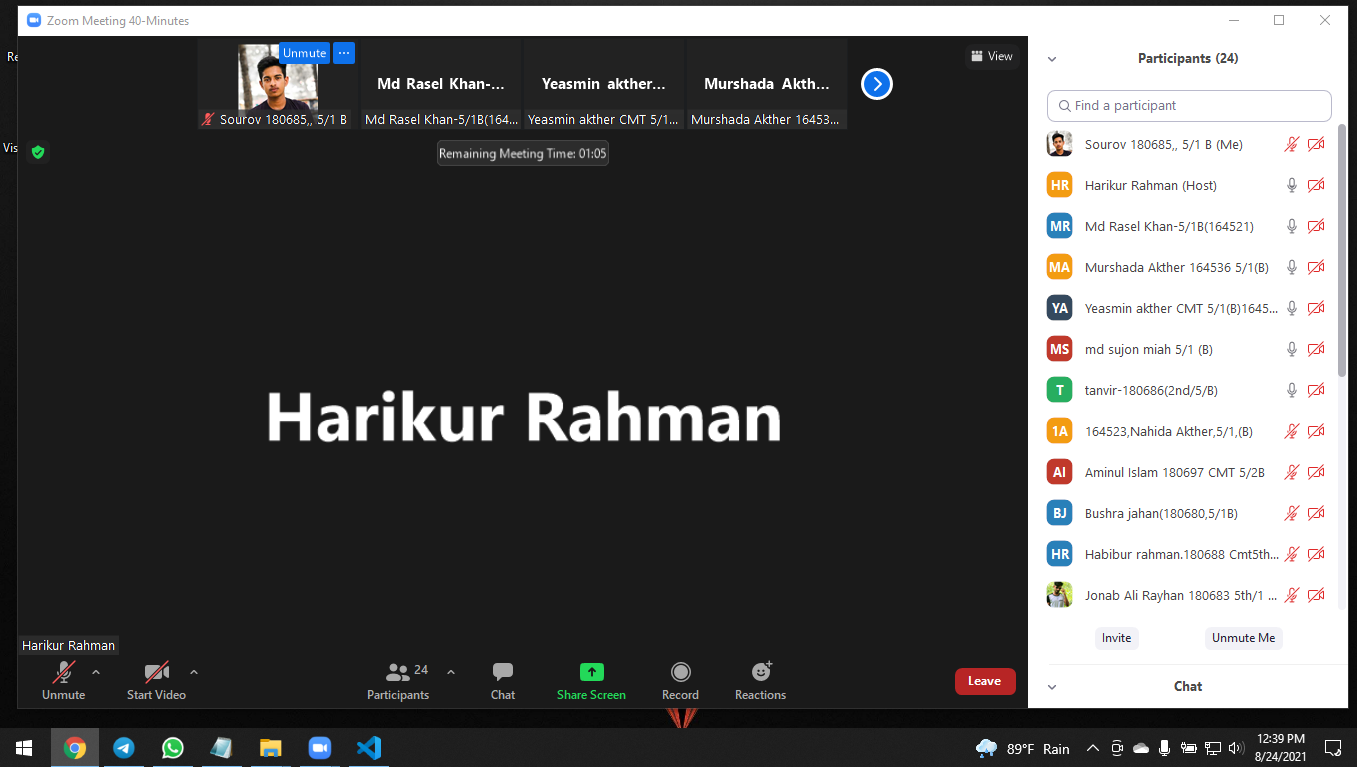 Zoom Meeting 40-Minutes
Re
Vis
Unmute
Sourov 180685,, 5/1 B
Md Rasel Khan-...
Md Rasel Khan-5/1B(164...
Yeasmin akther...
Yeasmin akther CMT 5/1...
Murshada Akth...
Murshada Akther 16453...
View
Remaining Meeting Time: 01:05
Harikur Rahman
Harikur Rahman
Unmute
Start Video
24
Participants
Chat
Share Screen
Record
Reactions
Leave
Participants (24)
Find a participant
Sourov 180685,, 5/1 B (Me)
HR Harikur Rahman (Host)
MR Md Rasel Khan-5/1B(164521)
MA Murshada Akther 164536 5/1(B)
YA Yeasmin akther CMT 5/1(B)1645...
MS md sujon miah 5/1 (B)
T tanvir-180686(2nd/5/B)
1A 164523,Nahida Akther,5/1,(B)
AI Aminul Islam 180697 CMT 5/2B
BJ Bushra jahan(180680,5/1B)
HR Habibur rahman.180688 Cmt5th...
Jonab Ali Rayhan 180683 5th/1 ...
Invite
Unmute Me
Chat
89°F Rain
12:39 PM
8/24/2021